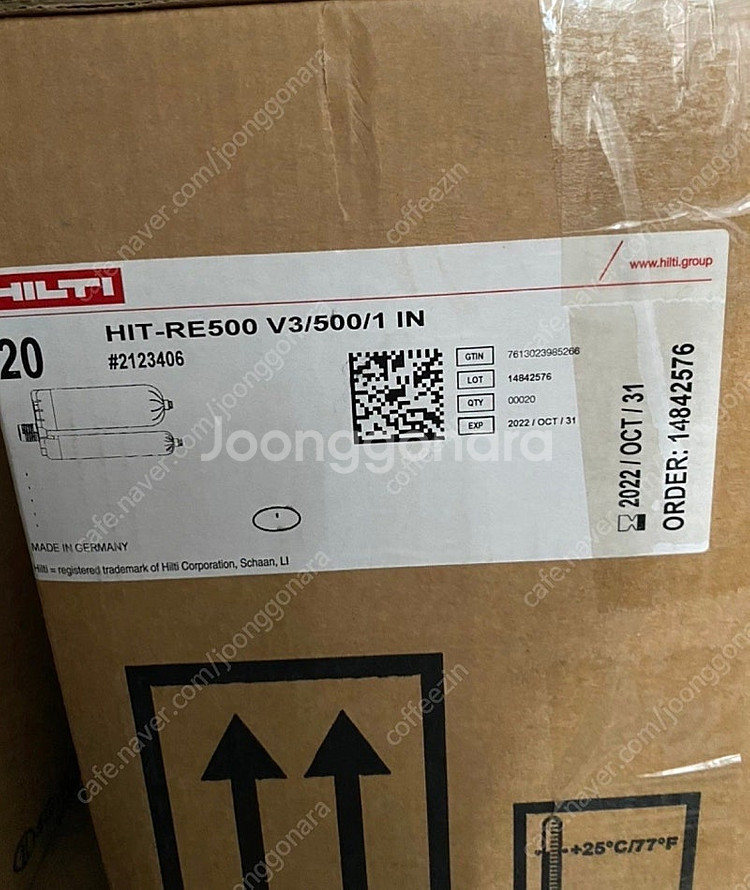 HILTI
www.hilti.group
20
HIT-RE500 V3/500/1 IN
#2123406
GTIN 7613023985266
LOT 14842576
QTY 00020
EXP 2022 / OCT / 31
2022 / OCT / 31
ORDER: 14842576
MADE IN GERMANY
Hilti = registered trademark of Hilti Corporation, Schaan, LI
+25°C/77°F
Joonggonara
cafe.naver.com/joonggonara
coffeezin